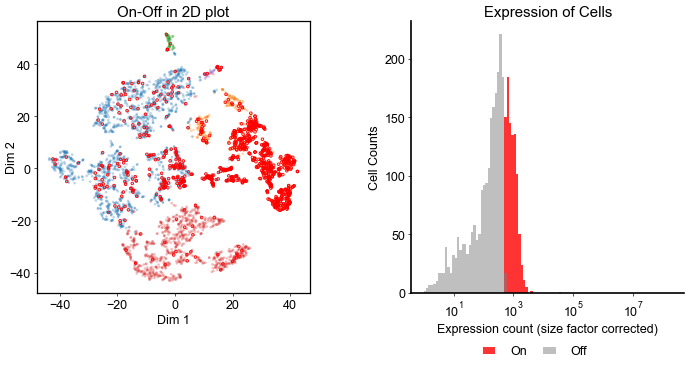 On-Off in 2D plot
Expression of Cells
Dim 2
40
20
0
−20
−40
−40 −20 0 20 40
Dim 1
Cell Counts
200
150
100
50
0
10^1 10^3 10^5 10^7
Expression count (size factor corrected)
On Off